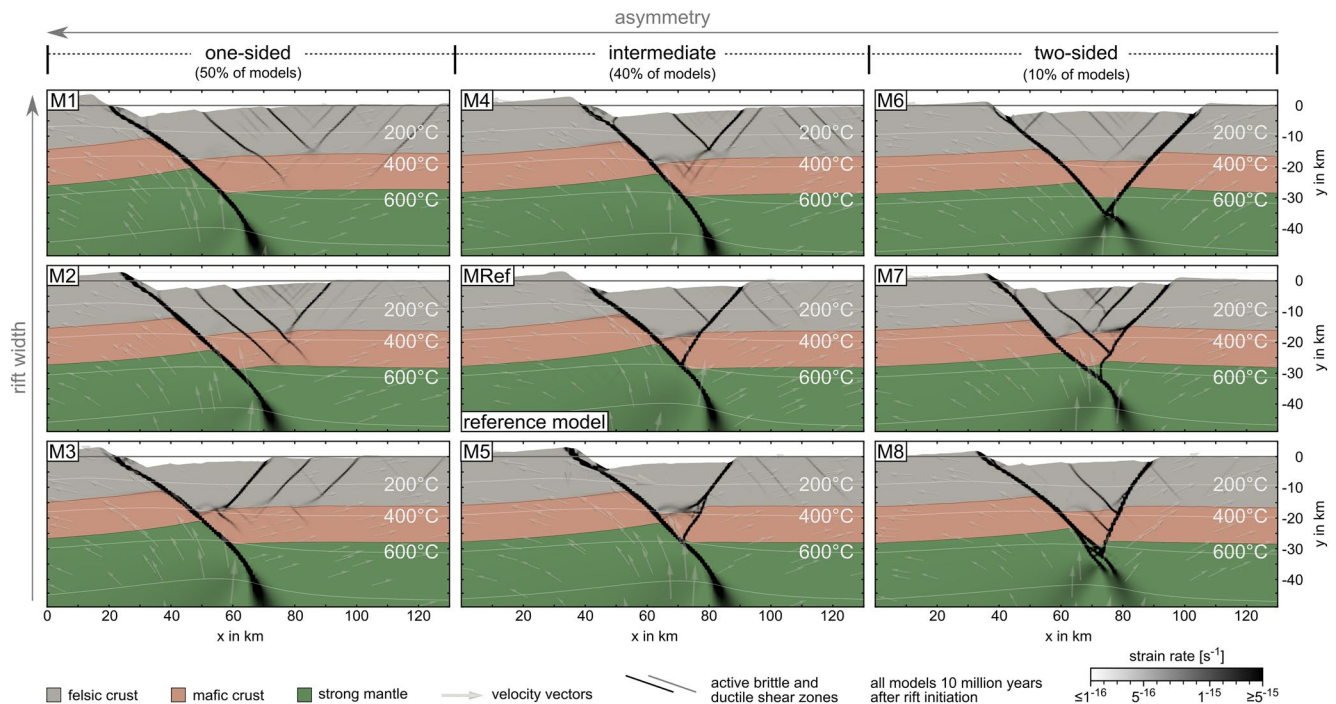 asymmetry
one-sided
(50% of models)
intermediate
(40% of models)
two-sided
(10% of models)
rift width
M1
200°C
400°C
600°C
M4
200°C
400°C
600°C
M6
200°C
400°C
600°C
0
-10
-20
-30
-40
y in km
M2
200°C
400°C
600°C
MRef
200°C
400°C
600°C
reference model
M7
200°C
400°C
600°C
0
-10
-20
-30
-40
y in km
M3
200°C
400°C
600°C
M5
200°C
400°C
600°C
M8
200°C
400°C
600°C
0
-10
-20
-30
-40
y in km
0 20 40 60 80 100 120
x in km
20 40 60 80 100 120
x in km
20 40 60 80 100 120
x in km
felsic crust
mafic crust
strong mantle
velocity vectors
active brittle and
ductile shear zones
all models 10 million years
after rift initiation
strain rate [s⁻¹]
≤1⁻¹⁶ 5⁻¹⁶ 1⁻¹⁵ ≥5⁻¹⁵